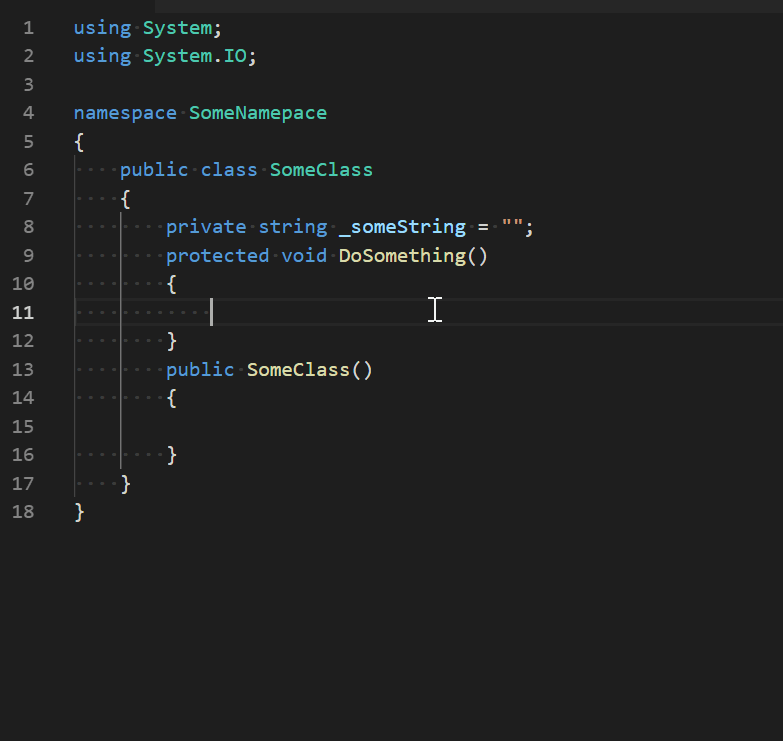 1 using System;
2 using System.IO;
3
4 namespace SomeNamepace
5 {
6     public class SomeClass
7     {
8         private string _someString = "";
9         protected void DoSomething()
10         {
11
12         }
13         public SomeClass()
14         {
15
16         }
17     }
18 }